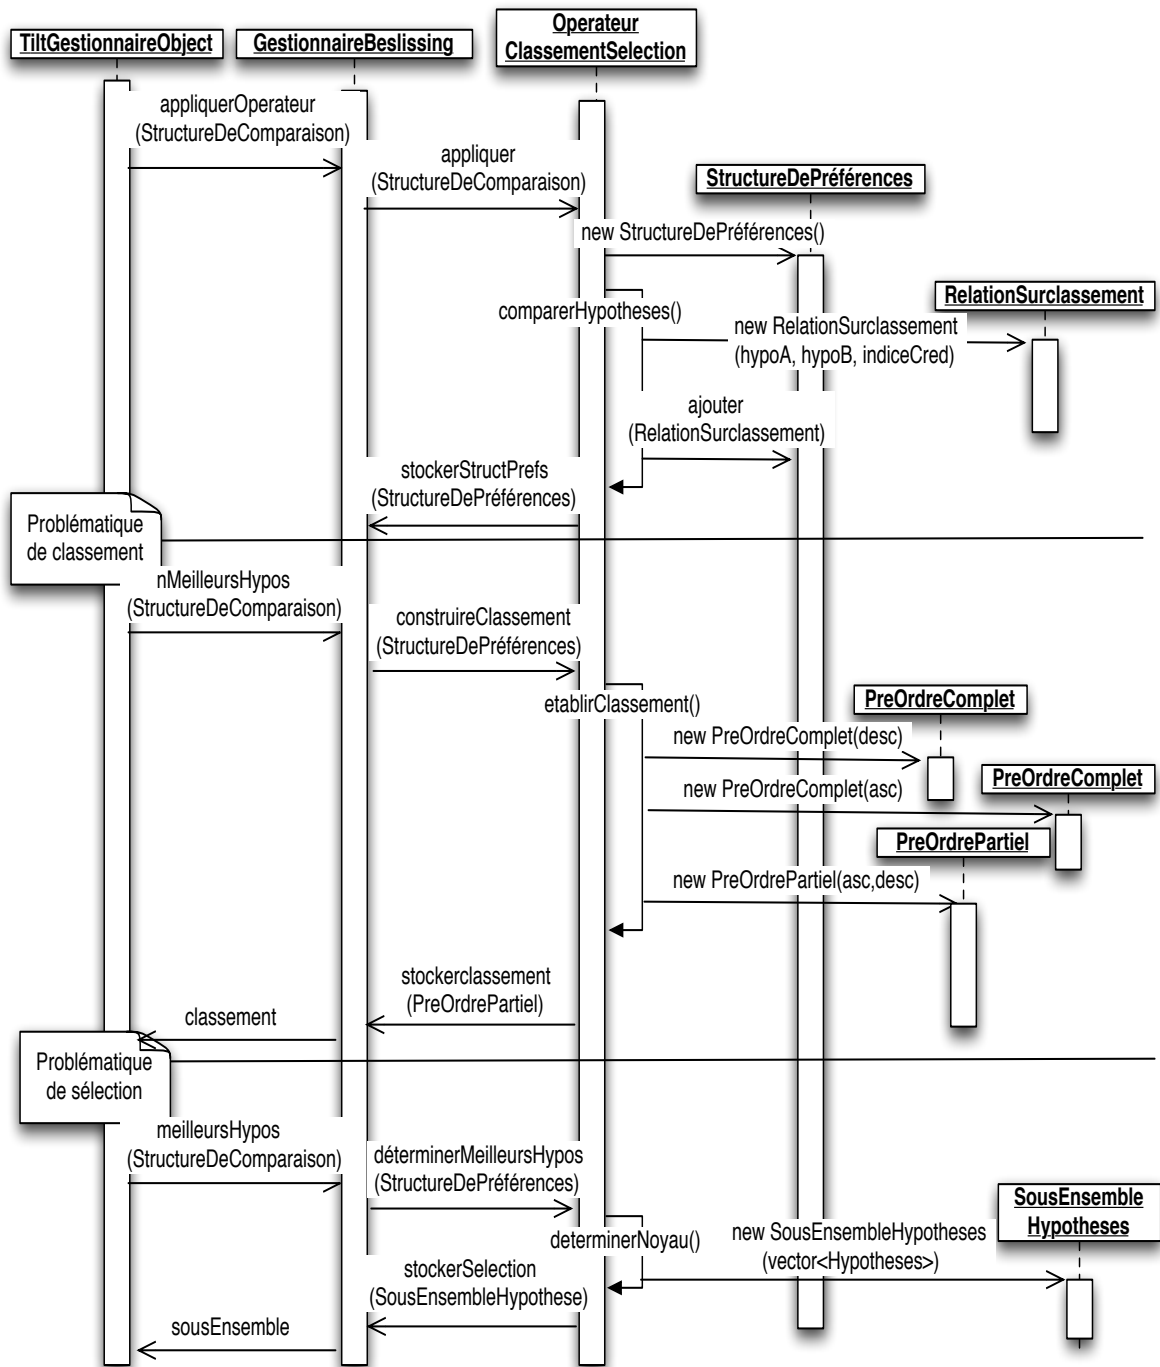 TiltGestionnaireObject
GestionnaireBeslissing
Operateur
ClassementSelection
appliquerOperateur
(StructureDeComparaison)
appliquer
(StructureDeComparaison)
StructureDePréférences
new StructureDePréférences()
RelationSurclassement
comparerHypotheses()
new RelationSurclassement
(hypoA, hypoB, indiceCred)
ajouter
(RelationSurclassement)
stockerStructPrefs
(StructureDePréférences)
Problématique
de classement
nMeilleursHypos
(StructureDeComparaison)
construireClassement
(StructureDePréférences)
etablirClassement()
PreOrdreComplet
new PreOrdreComplet(desc)
PreOrdreComplet
new PreOrdreComplet(asc)
PreOrdrePartiel
new PreOrdrePartiel(asc,desc)
stockerclassement
(PreOrdrePartiel)
classement
Problématique
de sélection
meilleursHypos
(StructureDeComparaison)
déterminerMeilleursHypos
(StructureDePréférences)
SousEnsemble
Hypotheses
determinerNoyau()
new SousEnsembleHypotheses
(vector<Hypotheses>)
stockerSelection
(SousEnsembleHypothese)
sousEnsemble